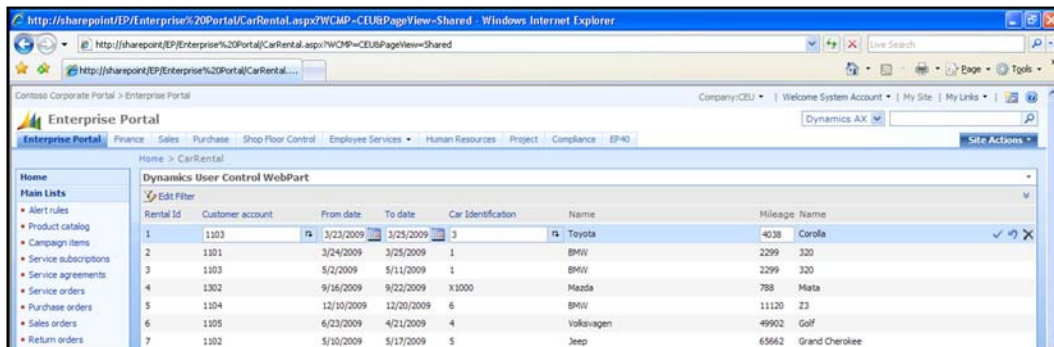 http://sharepoint/EP/Enterprise%20Portal/CarRental.aspx?WCMP=CEU&PageView=Shared - Windows Internet Explorer
http://sharepoint/EP/Enterprise%20Portal/CarRental.aspx?WCMP=CEU&PageView=Shared Live Search
http://sharepoint/EP/Enterprise%20Portal/CarRental.... Page Tools
Contoso Corporate Portal > Enterprise Portal Company:CEU | Welcome System Account | My Site | My Links |
Enterprise Portal Dynamics AX
Enterprise Portal Finance Sales Purchase Shop Floor Control Employee Services Human Resources Project Compliance EP40 Site Actions
Home > CarRental
Home Dynamics User Control WebPart
Main Lists Edit Filter
Alert rules Rental Id Customer account From date To date Car Identification Name Mileage Name
Product catalog 1 1103 3/23/2009 3/25/2009 3 Toyota 4038 Corolla
Campaign items 2 1101 3/24/2009 3/25/2009 1 BMW 2299 320
Service subscriptions 3 1103 5/2/2009 5/11/2009 1 BMW 2299 320
Service agreements 4 1302 9/16/2009 9/22/2009 X1000 Mazda 788 Miata
Service orders
Purchase orders 5 1104 12/10/2009 12/20/2009 6 BMW 11120 Z3
Sales orders 6 1105 6/23/2009 4/21/2009 4 Volksvagen 49902 Golf
Return orders 7 1102 5/10/2009 5/17/2009 5 Jeep 65662 Grand Cherokee